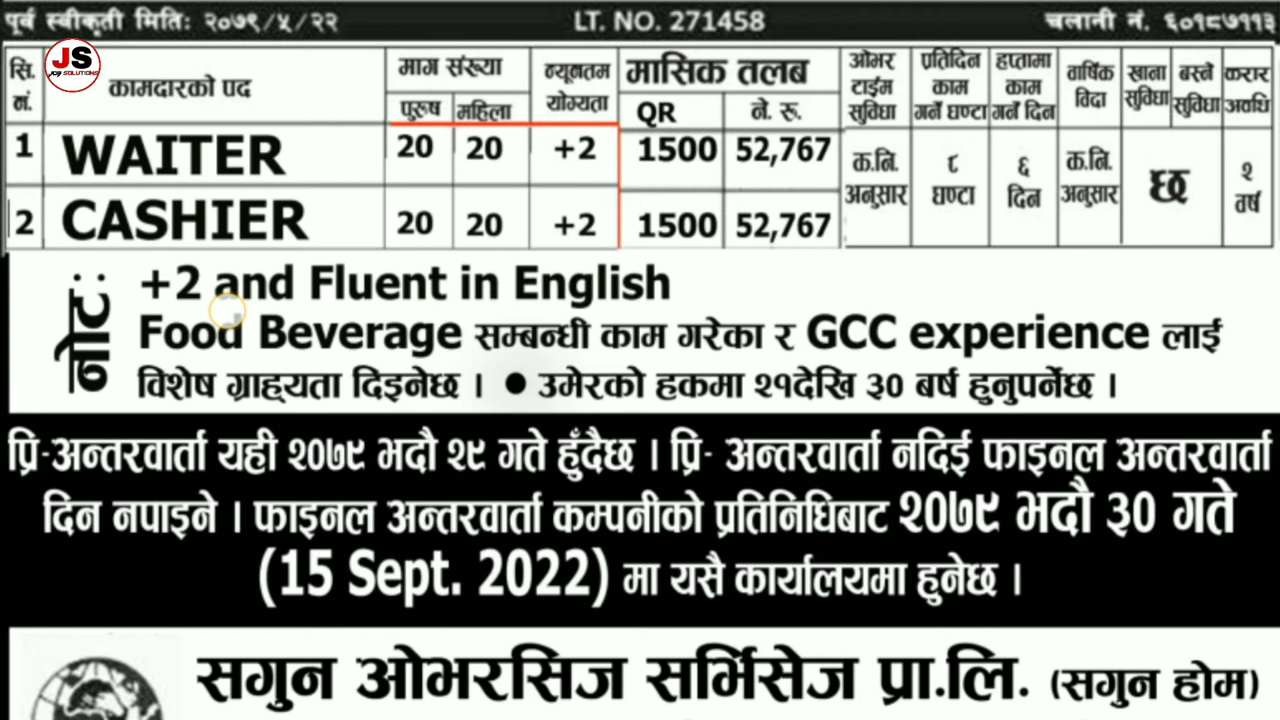 पूर्व स्वीकृती मितिः २०७९/५/२२ LT. NO. 271458 चलानी नं. ६०१८७११३
JS
JOB SOLUTIONS
सि. नं. कामदारको पद माग संख्या न्यूनतम योग्यता मासिक तलब ओभर टाईम सुविधा प्रतिदिन काम गर्ने घण्टा हप्तामा काम गर्ने दिन वार्षिक विदा खाना सुविधा बस्ने सुविधा करार अवधि
पुरुष महिला QR ने. रु.
1 WAITER 20 20 +2 1500 52,767 क.नि. अनुसार ८ घण्टा ६ दिन क.नि. अनुसार छ २ वर्ष
2 CASHIER 20 20 +2 1500 52,767
नोट :
+2 and Fluent in English
Food Beverage सम्बन्धी काम गरेका र GCC experience लाई
विशेष ग्राह्यता दिइनेछ । ● उमेरको हकमा २१देखि ३० बर्ष हुनुपर्नेछ ।
प्रि-अन्तरवार्ता यही २०७९ भदौ २९ गते हुँदैछ । प्रि- अन्तरवार्ता नदिई फाइनल अन्तरवार्ता
दिन नपाइने । फाइनल अन्तरवार्ता कम्पनीको प्रतिनिधिबाट २०७९ भदौ ३० गते
(15 Sept. 2022) मा यसै कार्यालयमा हुनेछ ।
सगुन ओभरसिज सर्भिसेज प्रा.लि. (सगुन होम)